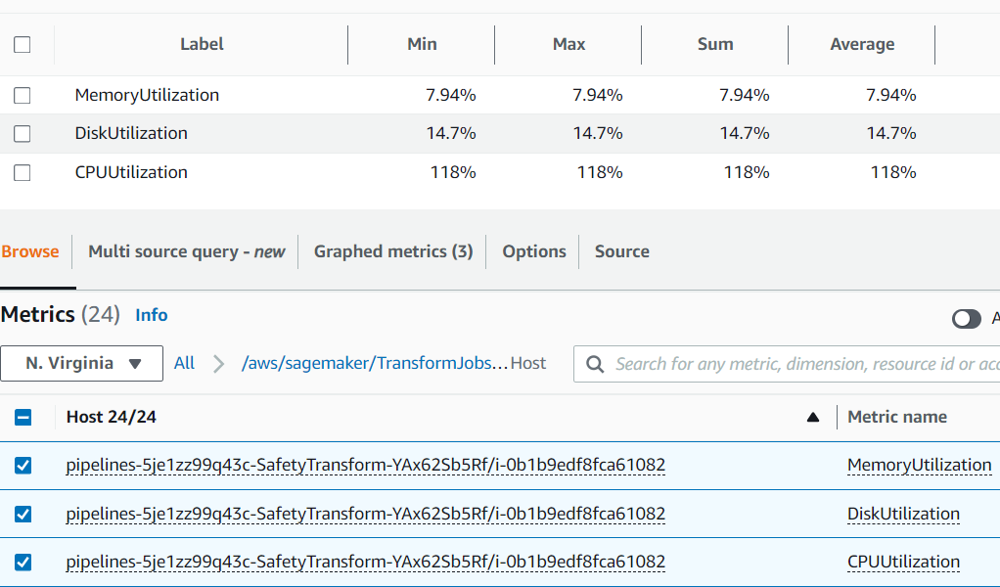 Label Min Max Sum Average
MemoryUtilization 7.94% 7.94% 7.94% 7.94%
DiskUtilization 14.7% 14.7% 14.7% 14.7%
CPUUtilization 118% 118% 118% 118%
Browse Multi source query - new Graphed metrics (3) Options Source
Metrics (24) Info
N. Virginia All /aws/sagemaker/TransformJobs... Host Search for any metric, dimension, resource id or acc
Host 24/24 Metric name
pipelines-5je1zz99q43c-SafetyTransform-YAx62Sb5Rf/i-0b1b9edf8fca61082 MemoryUtilization
pipelines-5je1zz99q43c-SafetyTransform-YAx62Sb5Rf/i-0b1b9edf8fca61082 DiskUtilization
pipelines-5je1zz99q43c-SafetyTransform-YAx62Sb5Rf/i-0b1b9edf8fca61082 CPUUtilization